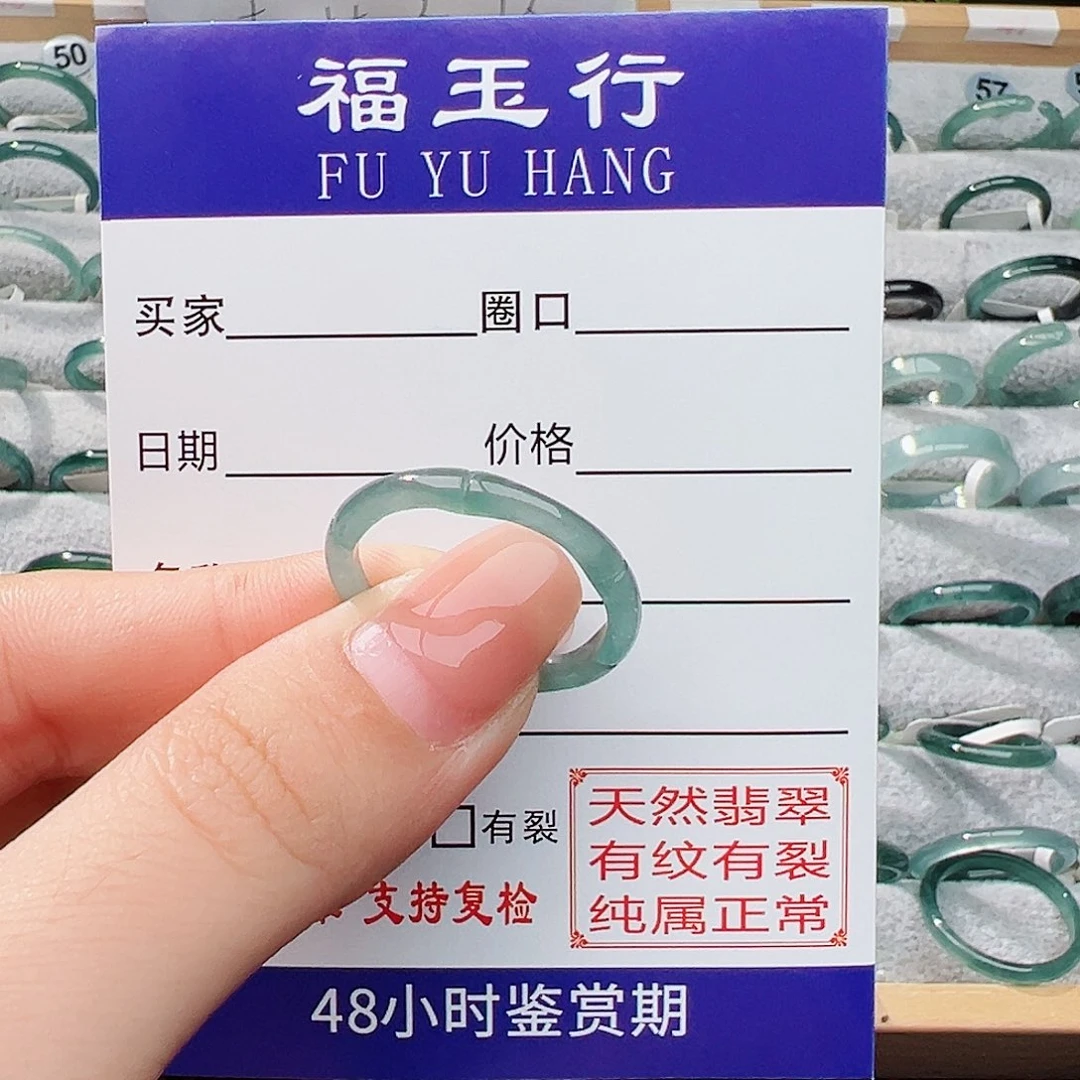 50
57
福玉行
FU YU HANG
买家 圈口
日期 价格
有裂
天然翡翠
有纹有裂
纯属正常
支持复检
48小时鉴赏期